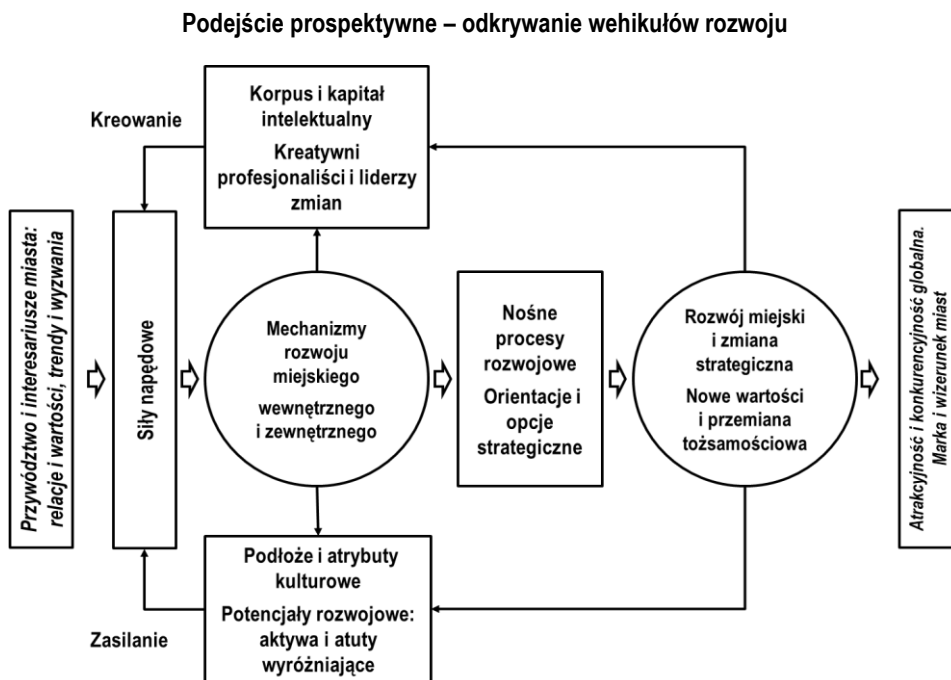 Podejście prospektywne – odkrywanie wehikułów rozwoju
Kreowanie
Korpus i kapitał
intelektualny
Kreatywni
profesjonaliści i liderzy
zmian
Przywództwo i interesariusze miasta:
relacje i wartości, trendy i wyzwania
Siły napędowe
Mechanizmy
rozwoju
miejskiego
wewnętrznego
i zewnętrznego
Nośne
procesy
rozwojowe
Orientacje i
opcje
strategiczne
Rozwój miejski
i zmiana
strategiczna
Nowe wartości
i przemiana
tożsamościowa
Atrakcyjność i konkurencyjność globalna.
Marka i wizerunek miast
Zasilanie
Podłoże i atrybuty
kulturowe
Potencjały rozwojowe:
aktywa i atuty
wyróżniające